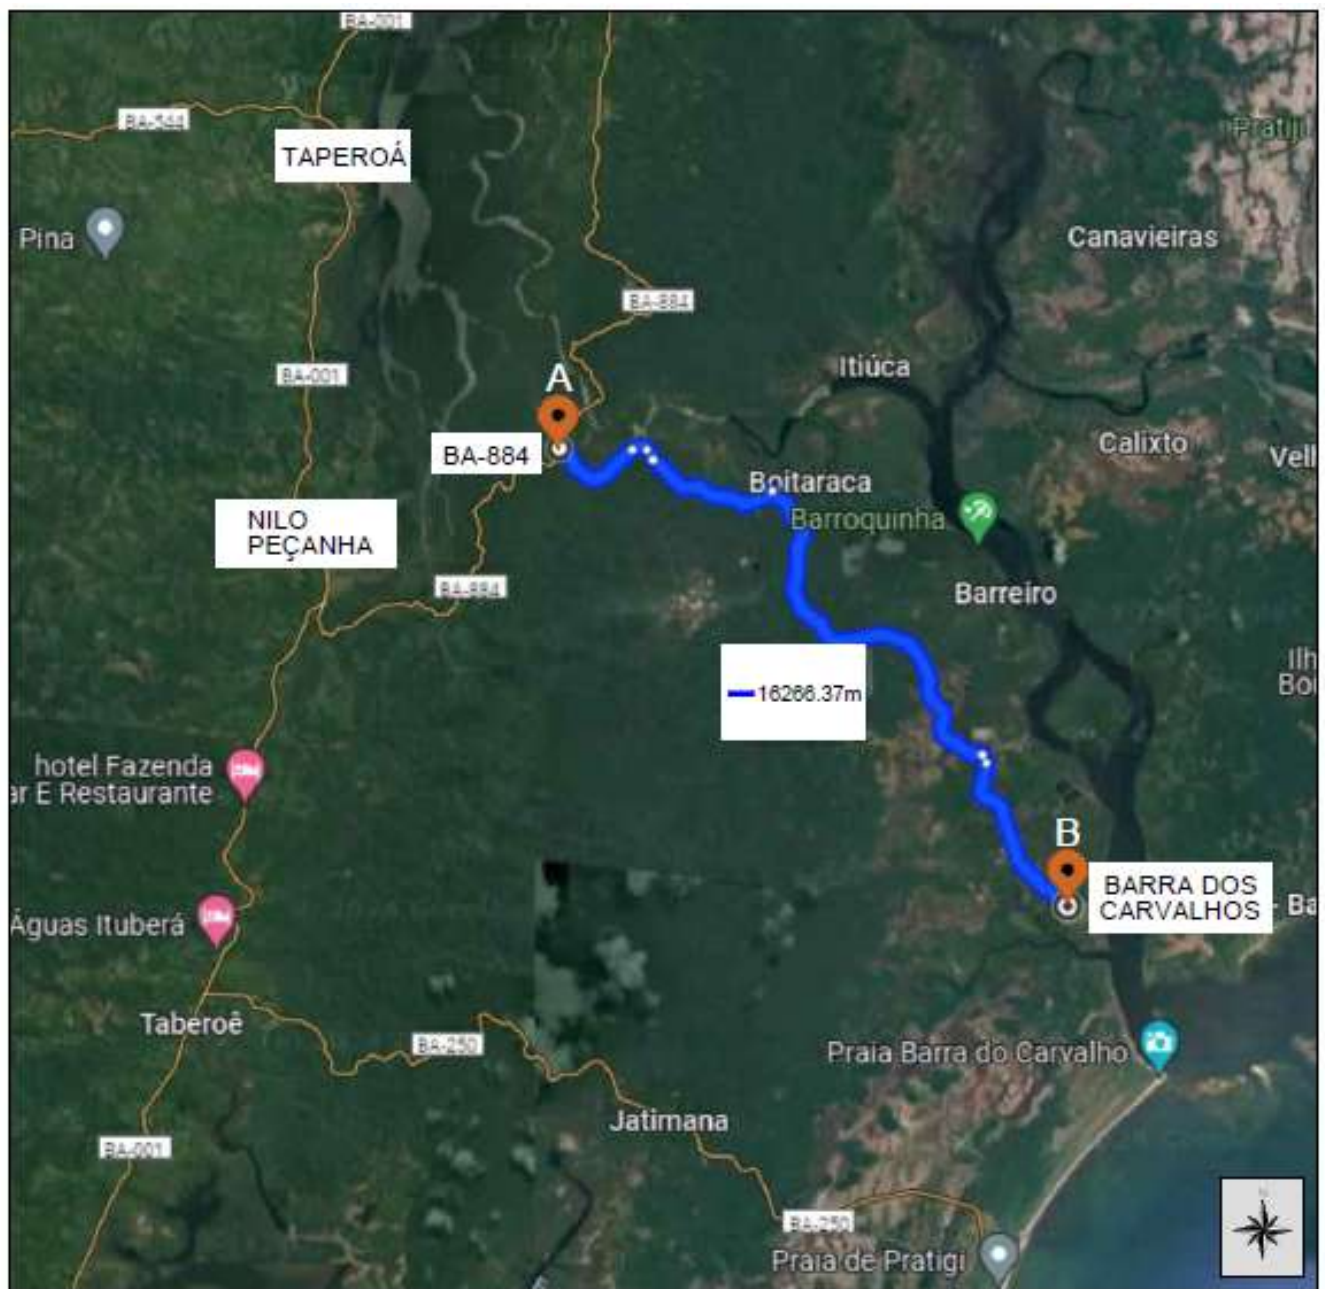 BA-001
BA-544
TAPEROÁ
Pratiji
Pina
Canavieiras
BA-884
Itiúca
BA-001
A
BA-884
Calixto
Vell
Boitaraca
Barroquinha
NILO
PEÇANHA
BA-884
Barreiro
Ilh
Boi
16266.37m
hotel Fazenda
ar E Restaurante
B
BARRA DOS
CARVALHOS
- Ba
Águas Ituberá
Taberoê
BA-250
Praia Barra do Carvalho
Jatimana
BA-001
BA-250
Praia de Pratigi